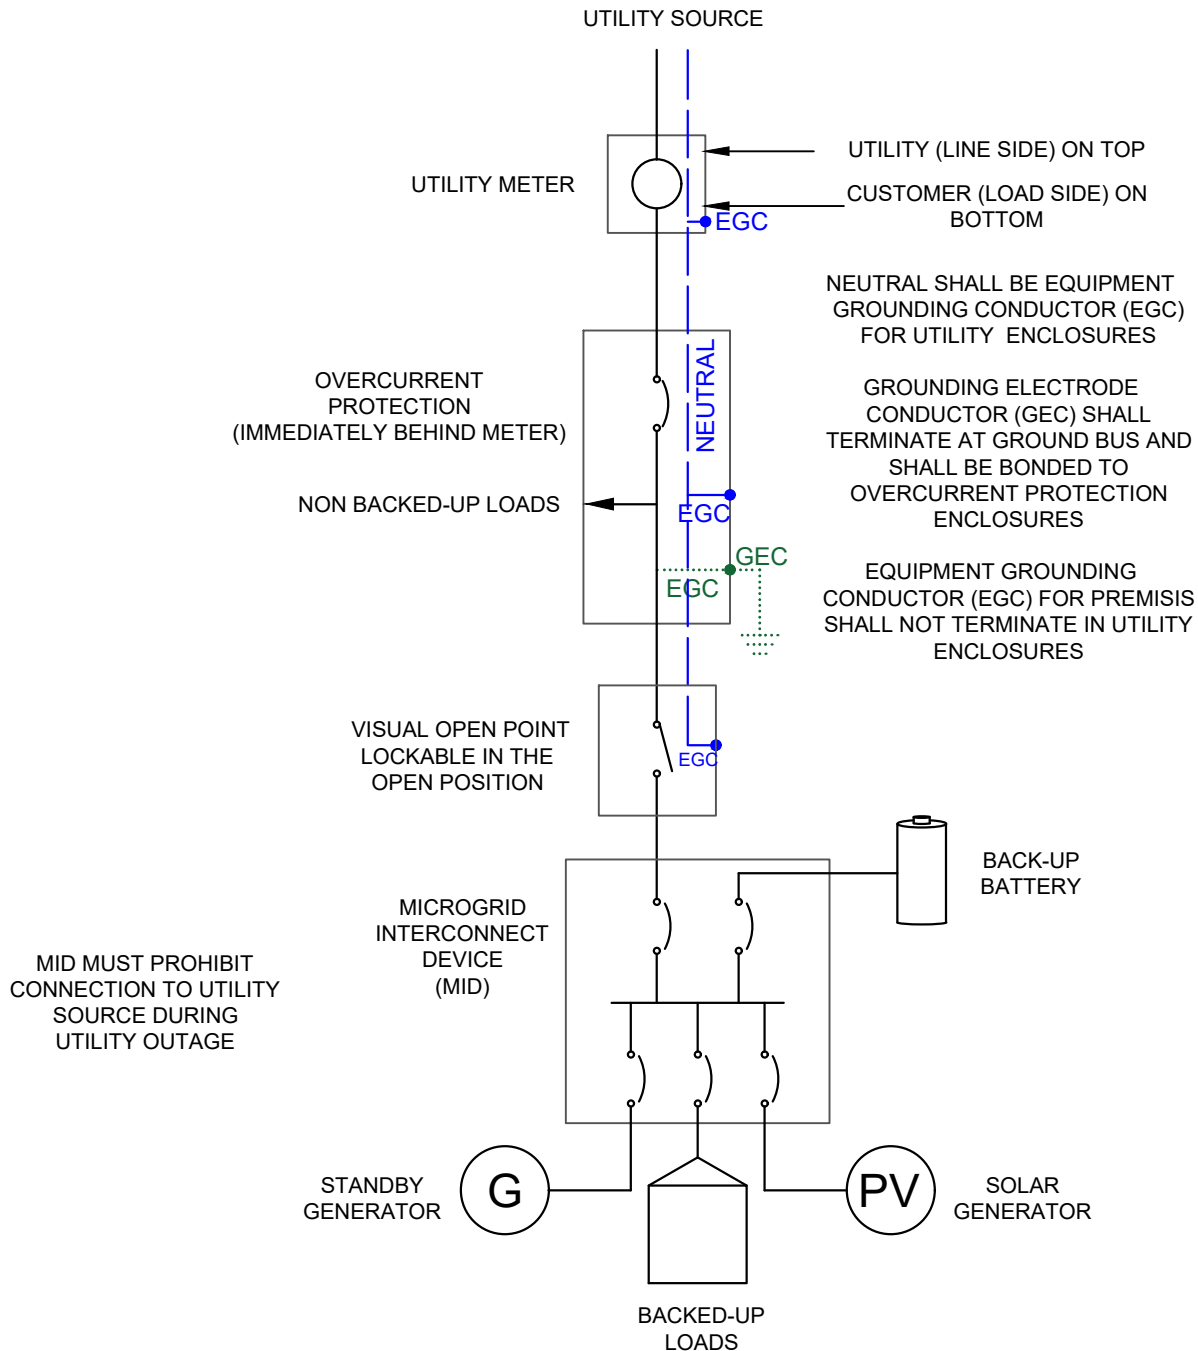 UTILITY SOURCE
UTILITY METER
UTILITY (LINE SIDE) ON TOP
CUSTOMER (LOAD SIDE) ON
BOTTOM
EGC
NEUTRAL SHALL BE EQUIPMENT
GROUNDING CONDUCTOR (EGC)
FOR UTILITY ENCLOSURES
OVERCURRENT
PROTECTION
(IMMEDIATELY BEHIND METER)
NEUTRAL
GROUNDING ELECTRODE
CONDUCTOR (GEC) SHALL
TERMINATE AT GROUND BUS AND
SHALL BE BONDED TO
OVERCURRENT PROTECTION
ENCLOSURES
NON BACKED-UP LOADS
EGC
GEC
EGC
EQUIPMENT GROUNDING
CONDUCTOR (EGC) FOR PREMISIS
SHALL NOT TERMINATE IN UTILITY
ENCLOSURES
VISUAL OPEN POINT
LOCKABLE IN THE
OPEN POSITION
EGC
BACK-UP
BATTERY
MICROGRID
INTERCONNECT
DEVICE
(MID)
MID MUST PROHIBIT
CONNECTION TO UTILITY
SOURCE DURING
UTILITY OUTAGE
STANDBY
GENERATOR
G
PV
SOLAR
GENERATOR
BACKED-UP
LOADS